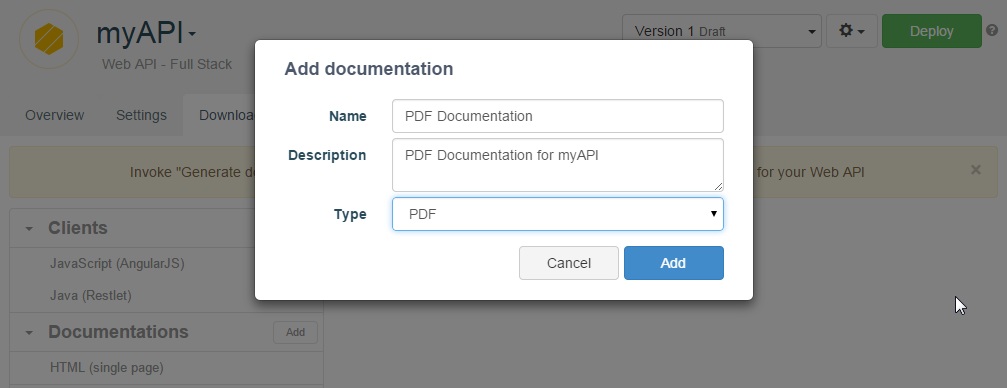 myAPI
Version 1 Draft
Deploy
Web API - Full Stack
Add documentation
Overview
Settings
Downloa
Name
PDF Documentation
Description
PDF Documentation for myAPI
Invoke "Generate d
for your Web API
Type
PDF
Cancel
Add
Clients
JavaScript (AngularJS)
Java (Restlet)
Documentations
Add
HTML (single page)